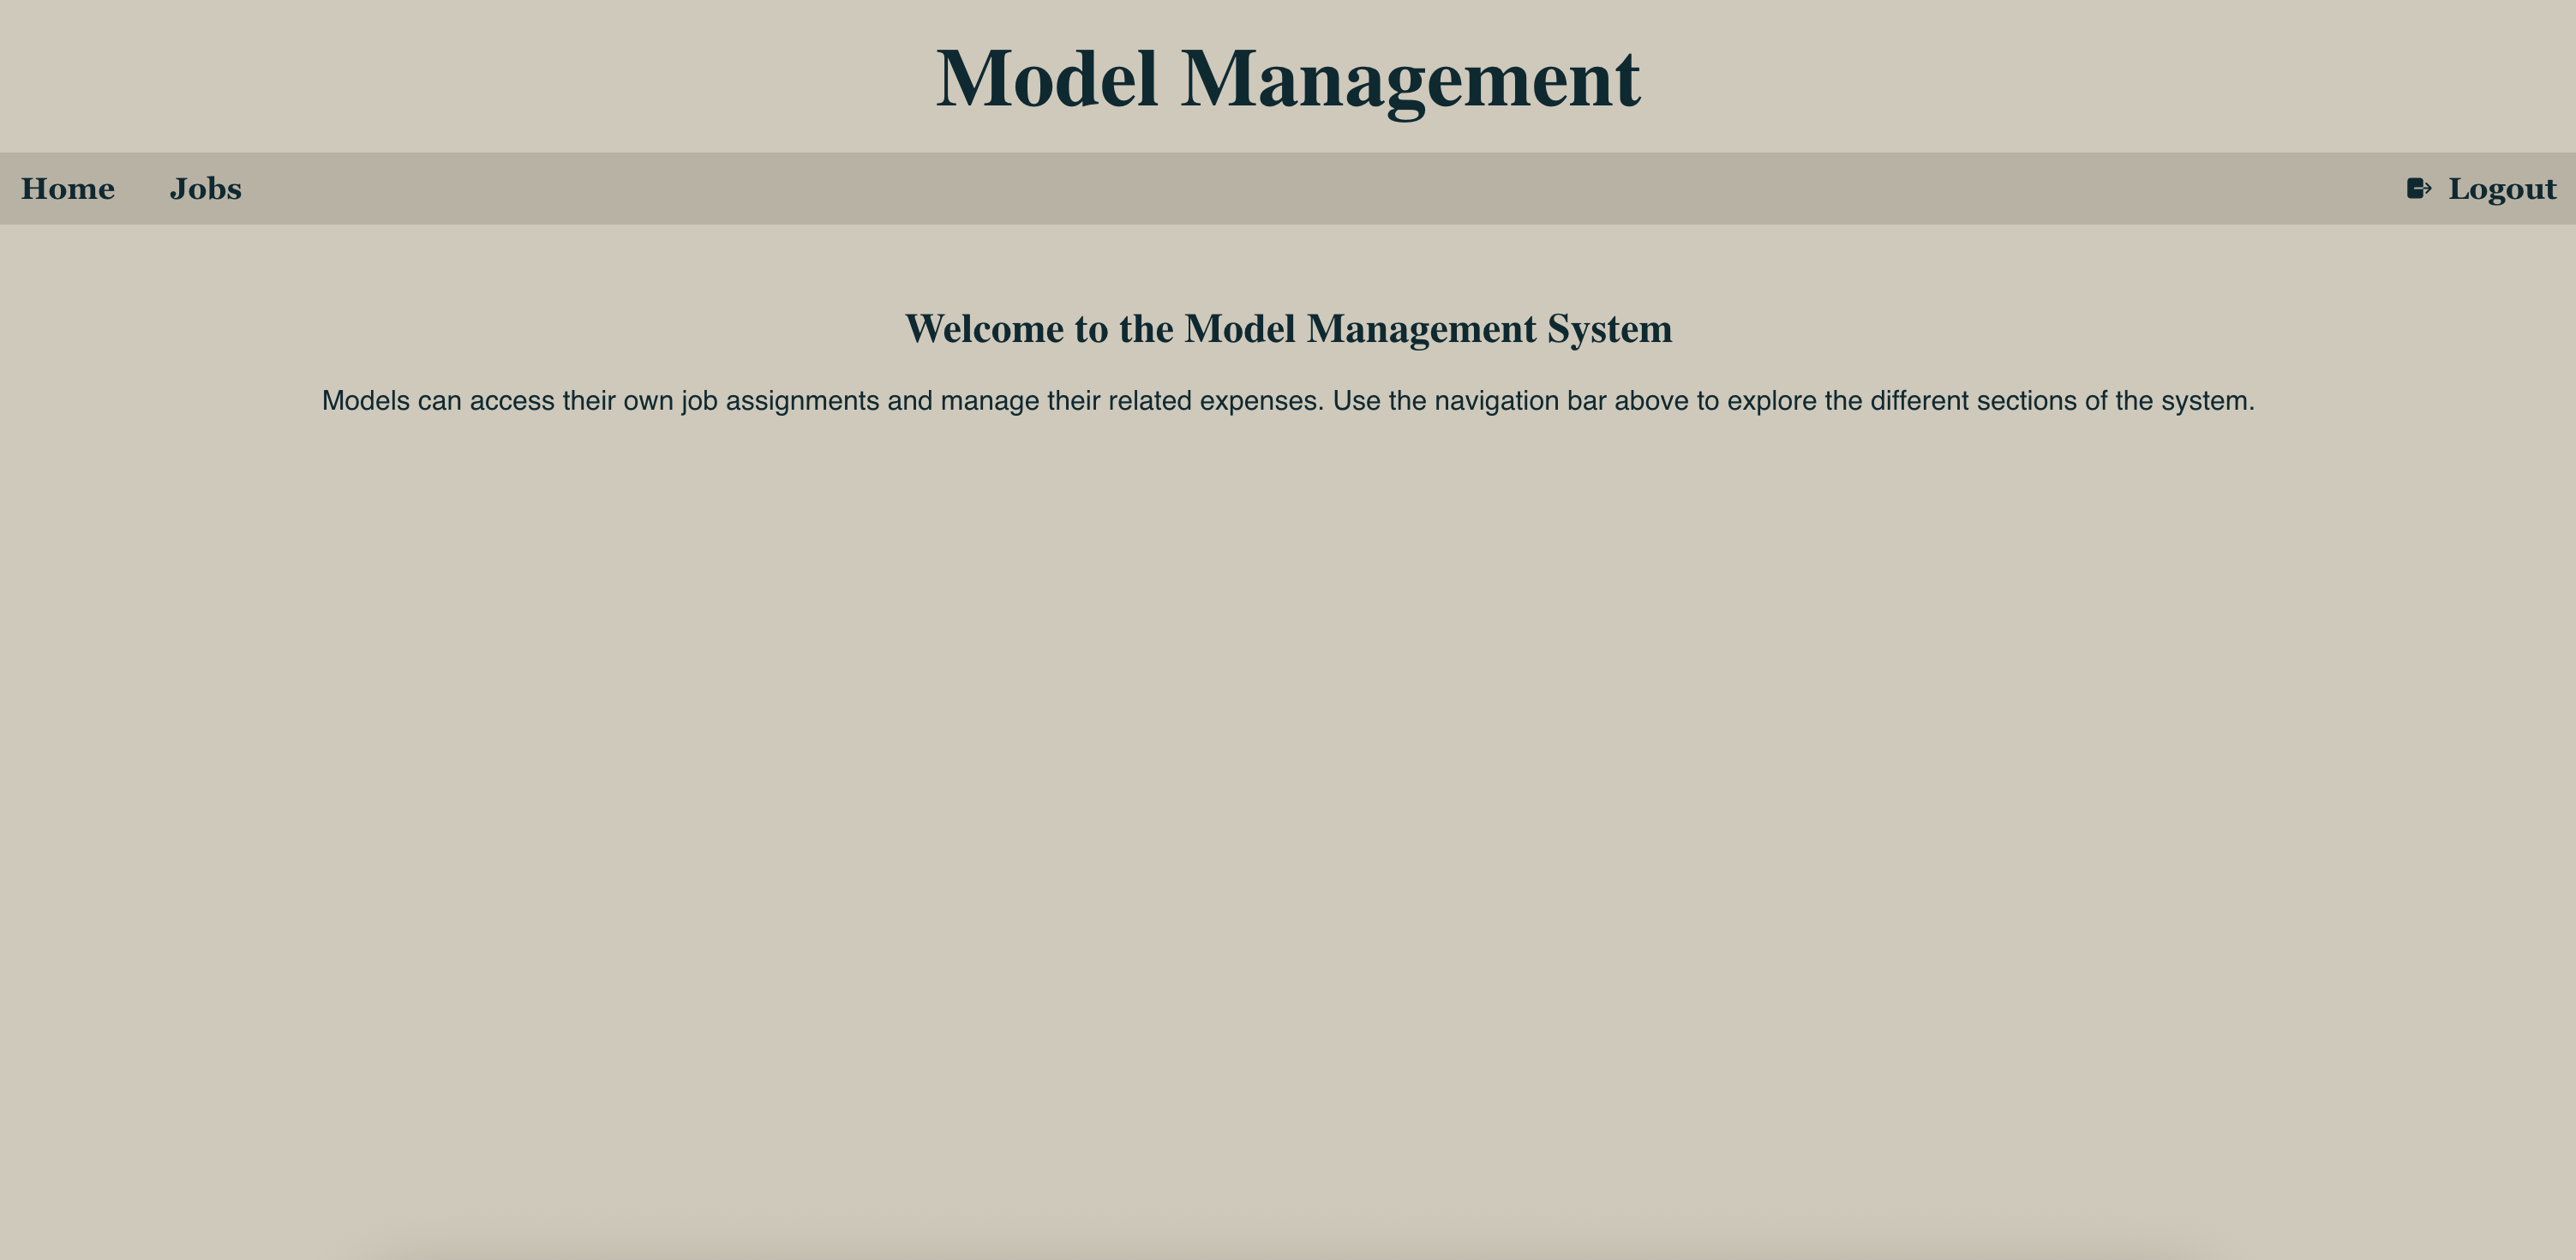 Model Management
Home Jobs Logout
Welcome to the Model Management System
Models can access their own job assignments and manage their related expenses. Use the navigation bar above to explore the different sections of the system.